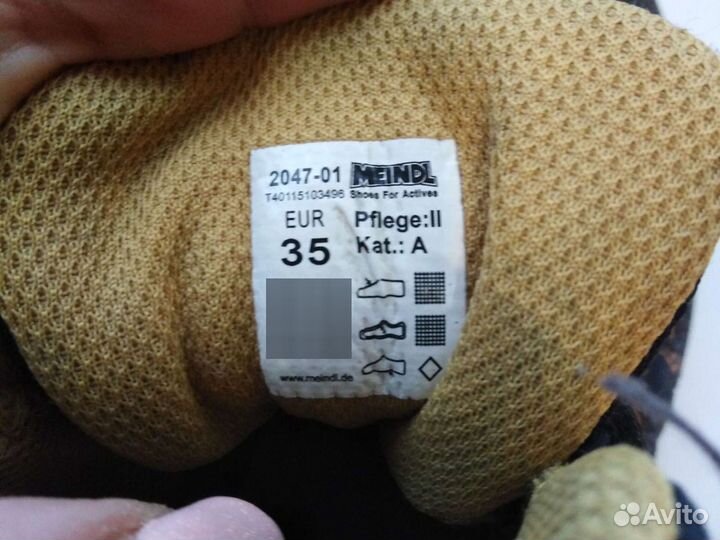 2047-01 MEINDL
T40115103496 Shoes For Actives
EUR Pflege:II
35 Kat.: A
www.meindl.de
Avito